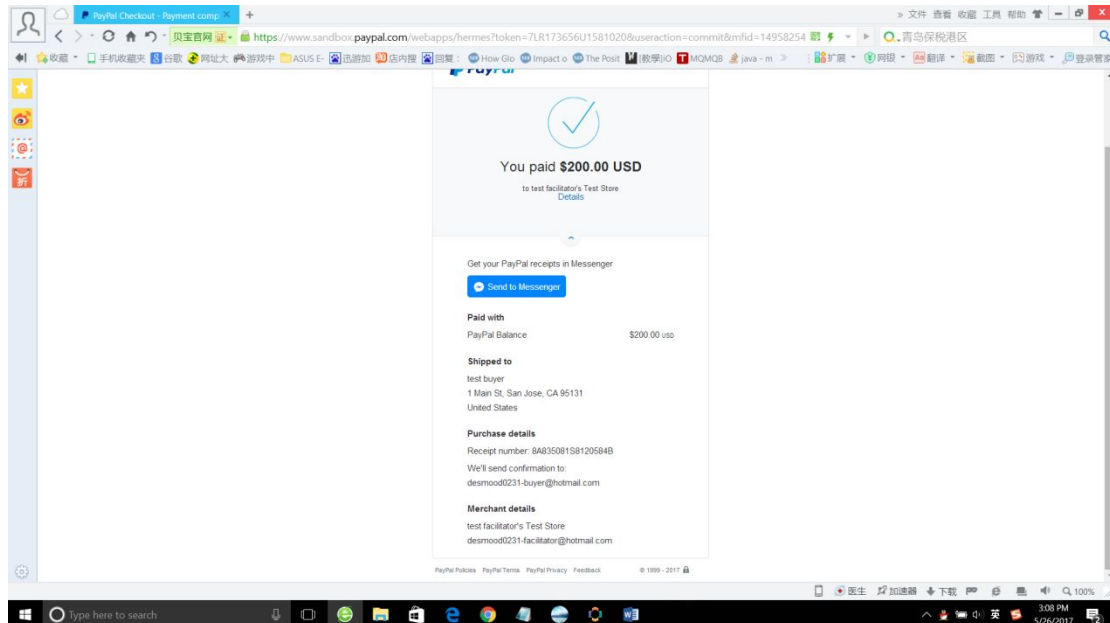 PayPal Checkout - Payment comp
» 文件 查看 收藏 工具 帮助
贝宝官网 证 https://www.sandbox.paypal.com/webapps/hermes?token=7LR173656U1581020&useraction=commit&mfid=14958254
青岛保税港区
收藏 手机收藏夹 谷歌 网址大 游戏中 ASUS E- 迅游加 店内搜 回复: How Glo Impact o The Posit [教學]IO MQMQB java - m » 扩展 网银 翻译 截图 游戏 登录管家
PayPal
You paid $200.00 USD
to test facilitator's Test Store
Details
Get your PayPal receipts in Messenger
Send to Messenger
Paid with
PayPal Balance $200.00 USD
Shipped to
test buyer
1 Main St, San Jose, CA 95131
United States
Purchase details
Receipt number: 8A835081S8120584B
We'll send confirmation to:
desmood0231-buyer@hotmail.com
Merchant details
test facilitator's Test Store
desmood0231-facilitator@hotmail.com
PayPal Policies PayPal Terms PayPal Privacy Feedback © 1999 - 2017
医生 加速器 下载 100%
Type here to search
英
3:08 PM
5/26/2017